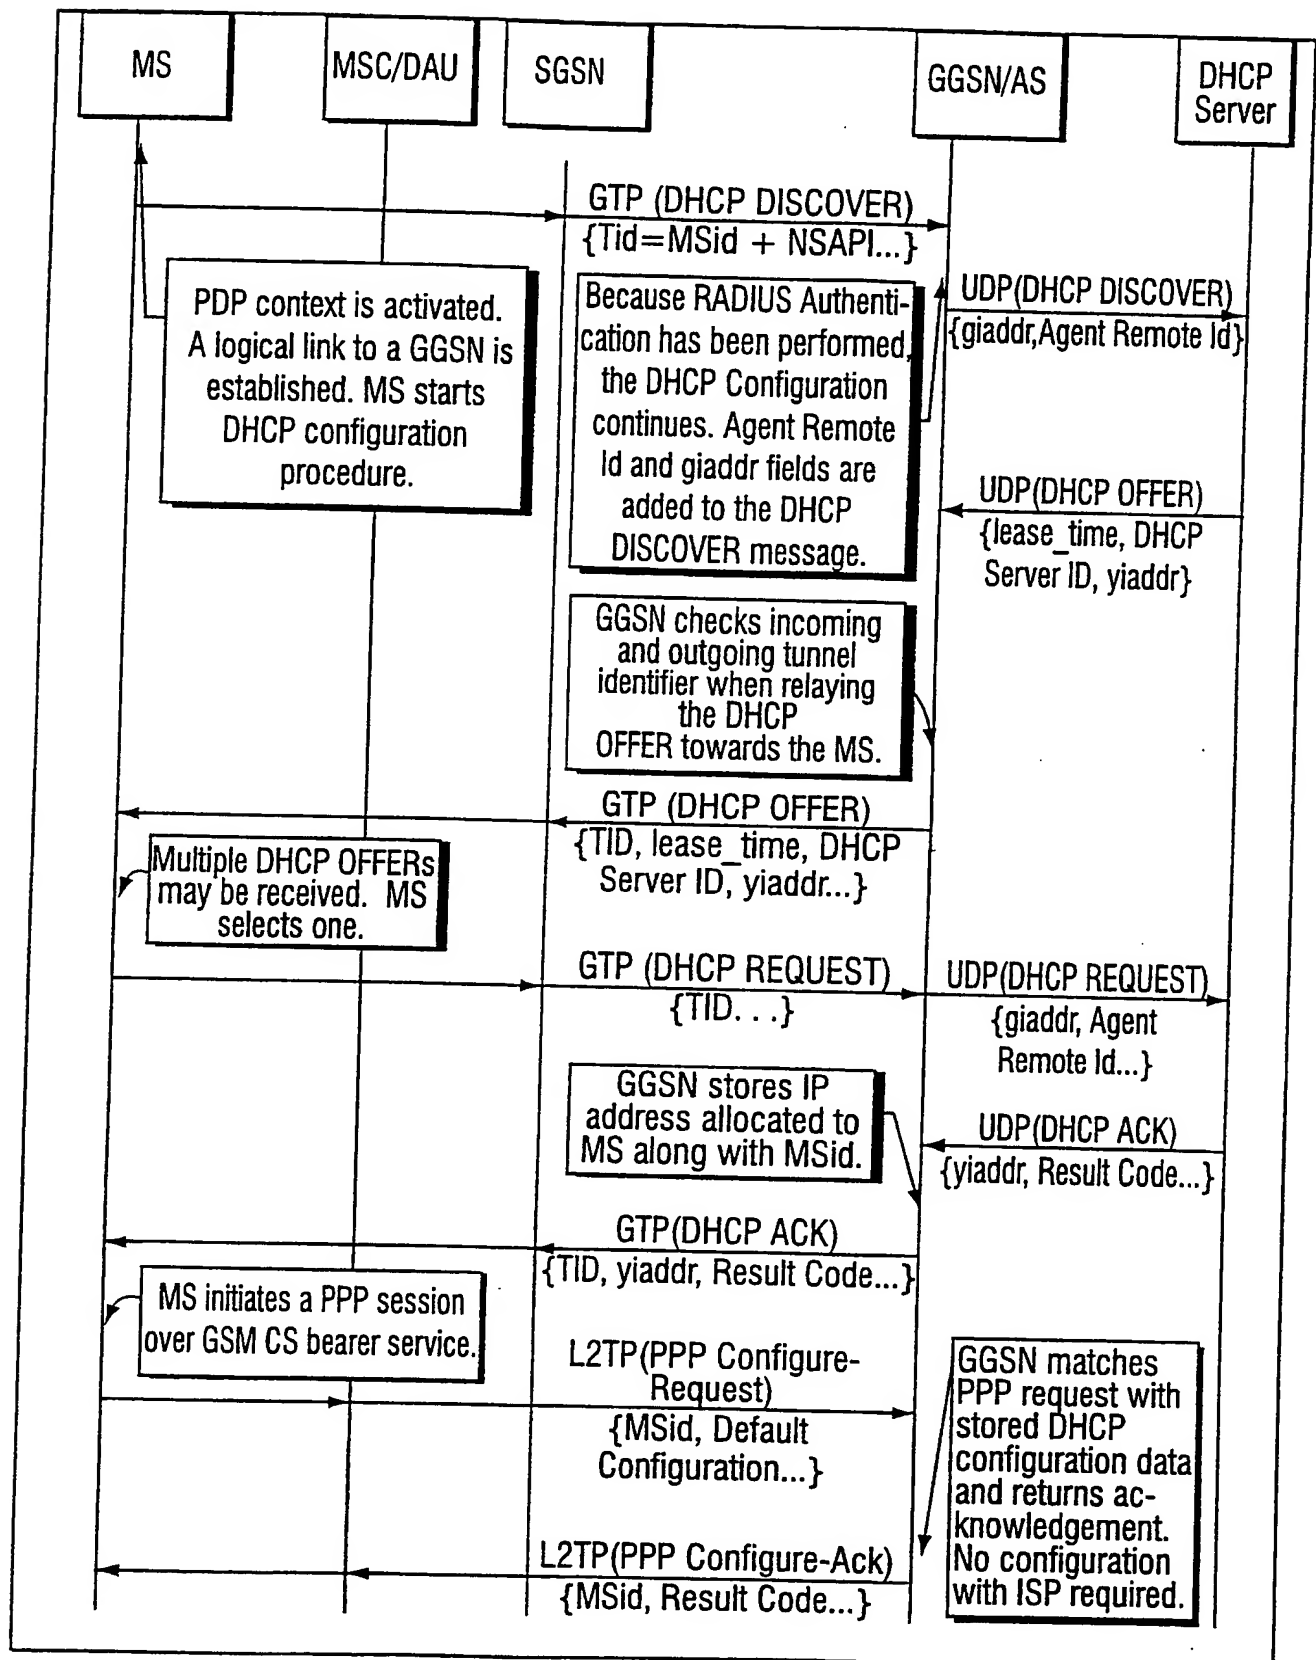 MS
MSC/DAU
SGSN
GGSN/AS
DHCP
Server
GTP (DHCP DISCOVER)
{Tid=MSid + NSAPI...}
PDP context is activated.
A logical link to a GGSN is
established. MS starts
DHCP configuration
procedure.
Because RADIUS Authenti-
cation has been performed,
the DHCP Configuration
continues. Agent Remote
Id and giaddr fields are
added to the DHCP
DISCOVER message.
UDP(DHCP DISCOVER)
{giaddr,Agent Remote Id}
UDP(DHCP OFFER)
{lease_time, DHCP
Server ID, yiaddr}
GGSN checks incoming
and outgoing tunnel
identifier when relaying
the DHCP
OFFER towards the MS.
GTP (DHCP OFFER)
{TID, lease_time, DHCP
Server ID, yiaddr...}
Multiple DHCP OFFERs
may be received. MS
selects one.
GTP (DHCP REQUEST)
{TID. . .}
UDP(DHCP REQUEST)
{giaddr, Agent
Remote Id...}
GGSN stores IP
address allocated to
MS along with MSid.
UDP(DHCP ACK)
{yiaddr, Result Code...}
GTP(DHCP ACK)
{TID, yiaddr, Result Code...}
MS initiates a PPP session
over GSM CS bearer service.
L2TP(PPP Configure-
Request)
{MSid, Default
Configuration...}
GGSN matches
PPP request with
stored DHCP
configuration data
and returns ac-
knowledgement.
No configuration
with ISP required.
L2TP(PPP Configure-Ack)
{MSid, Result Code...}